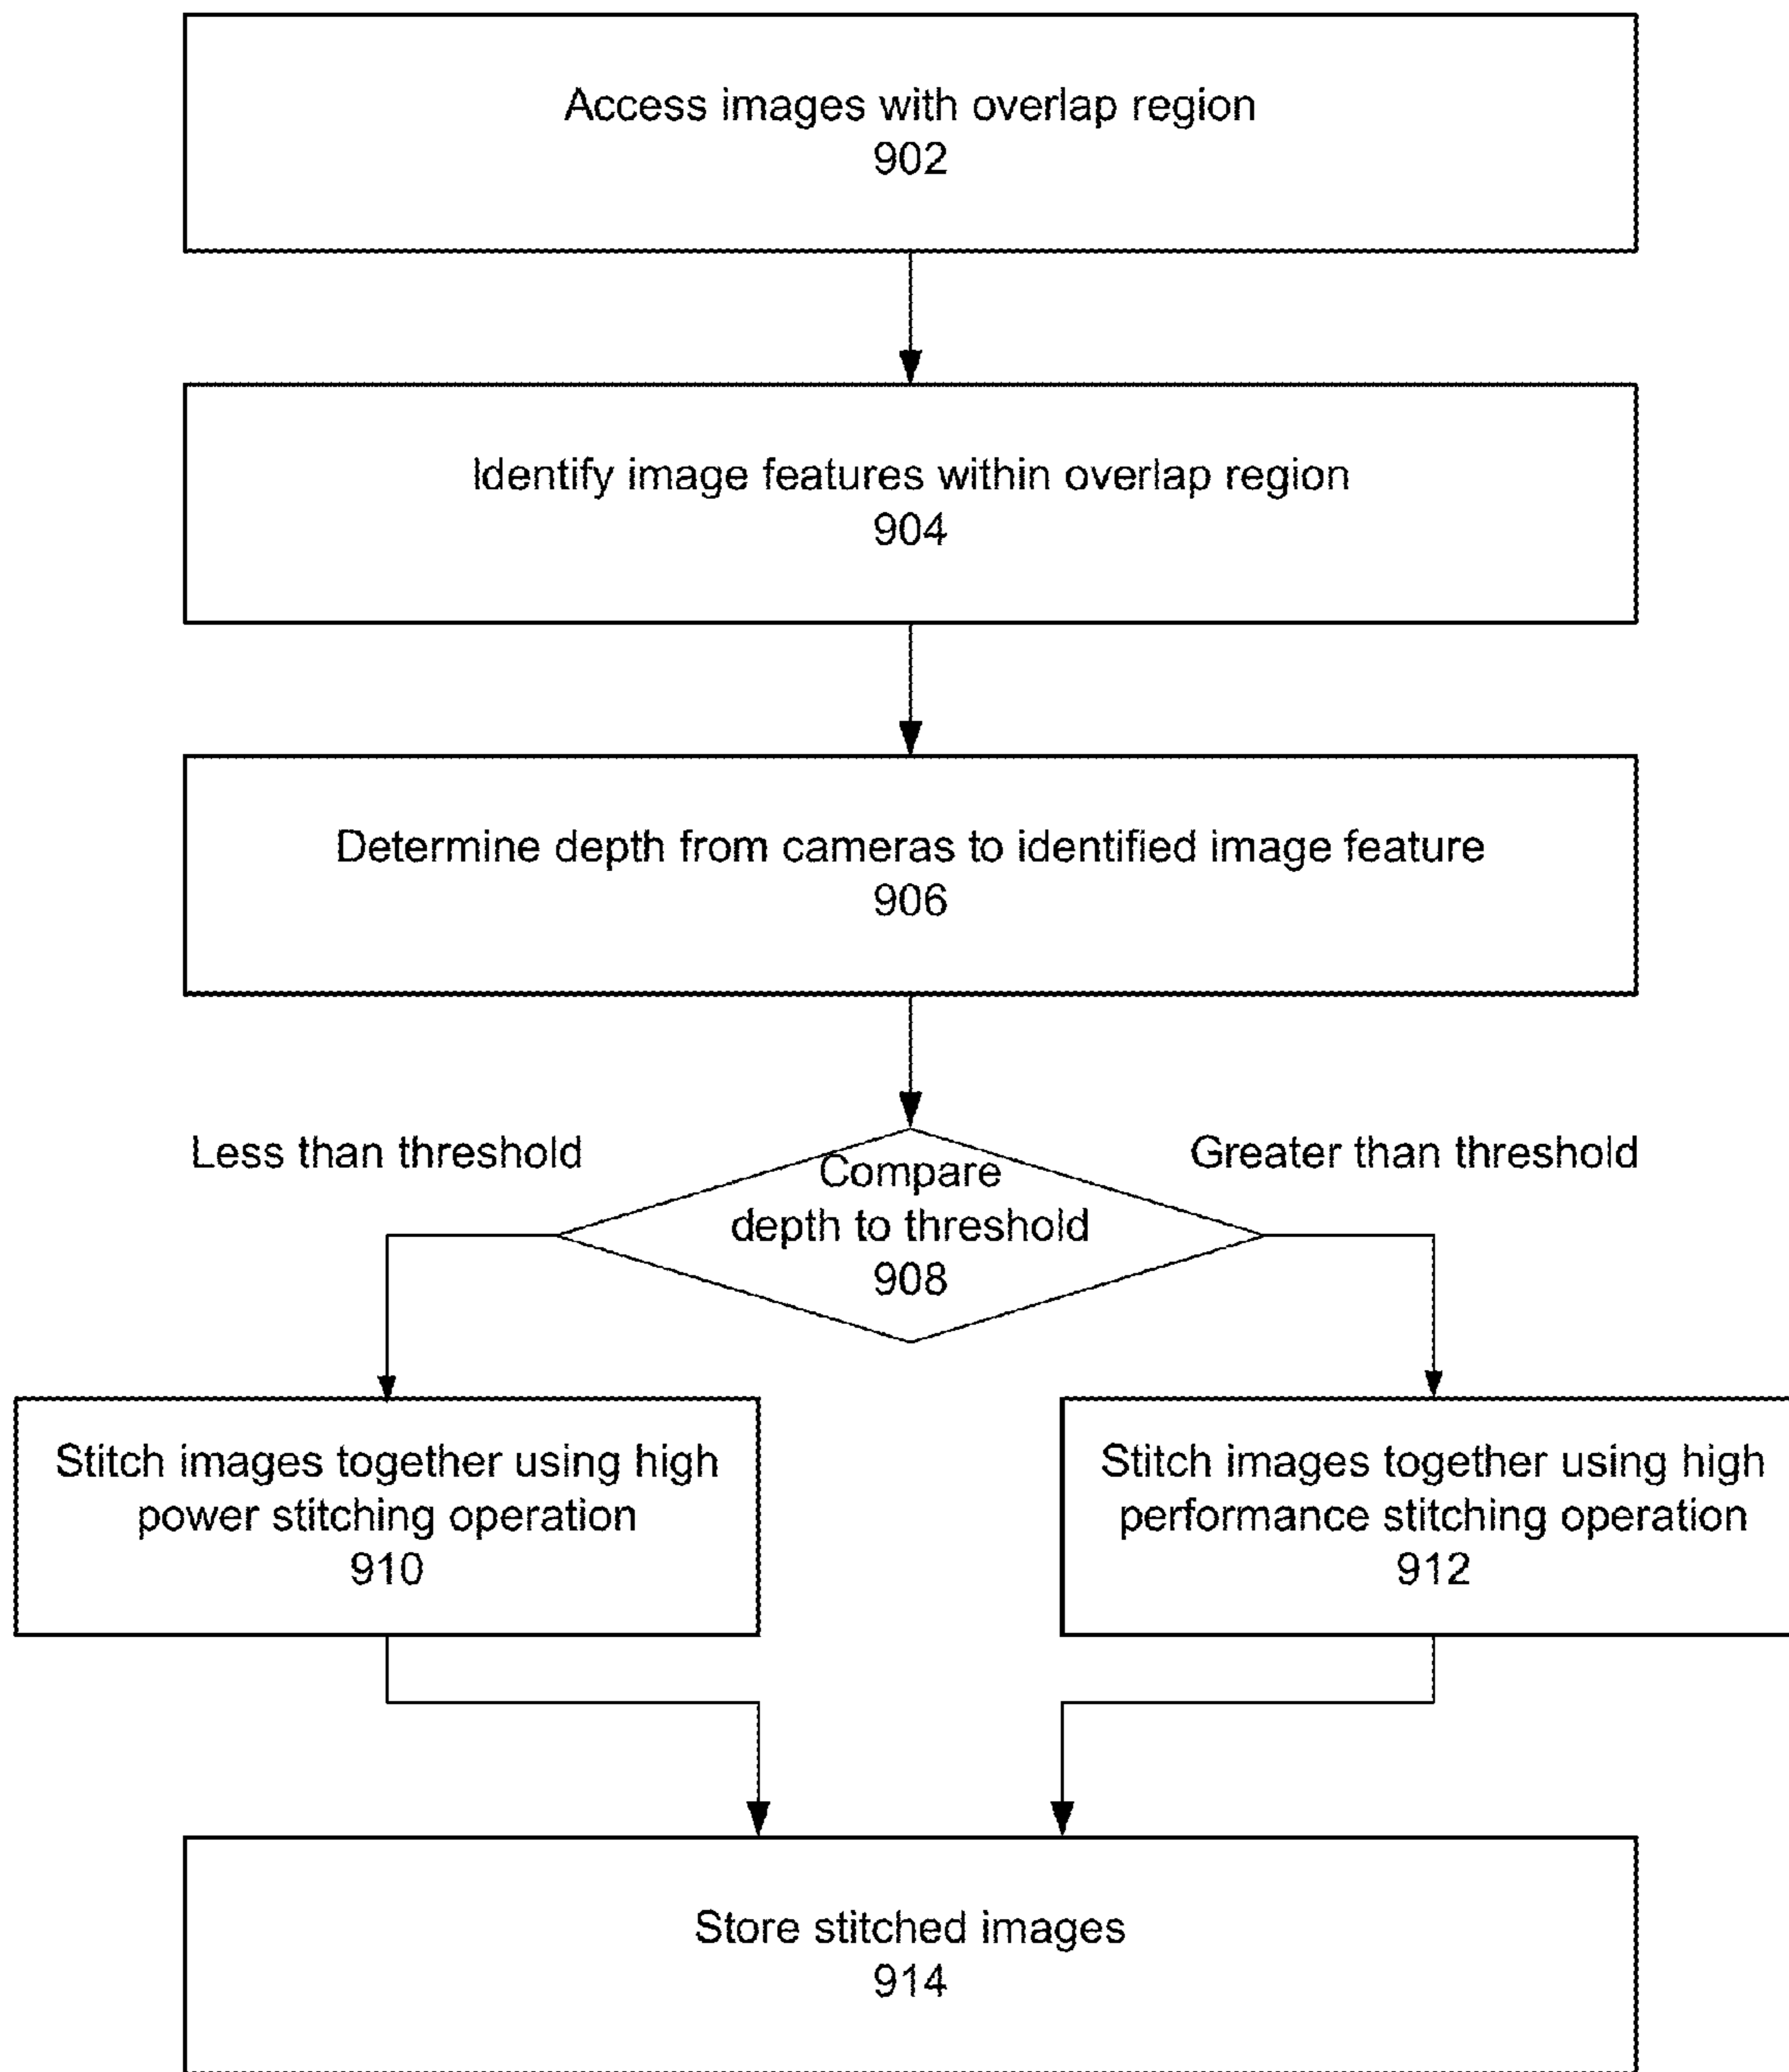 Access images with overlap region
902
Identify image features within overlap region
904
Determine depth from cameras to identified image feature
906
Less than threshold
Greater than threshold
Compare
depth to threshold
908
Stitch images together using high
power stitching operation
910
Stitch images together using high
performance stitching operation
912
Store stitched images
914